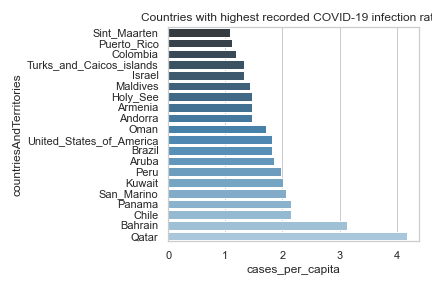 Countries with highest recorded COVID-19 infection rat
countriesAndTerritories
Sint_Maarten
Puerto_Rico
Colombia
Turks_and_Caicos_islands
Israel
Maldives
Holy_See
Armenia
Andorra
Oman
United_States_of_America
Brazil
Aruba
Peru
Kuwait
San_Marino
Panama
Chile
Bahrain
Qatar
0 1 2 3 4
cases_per_capita